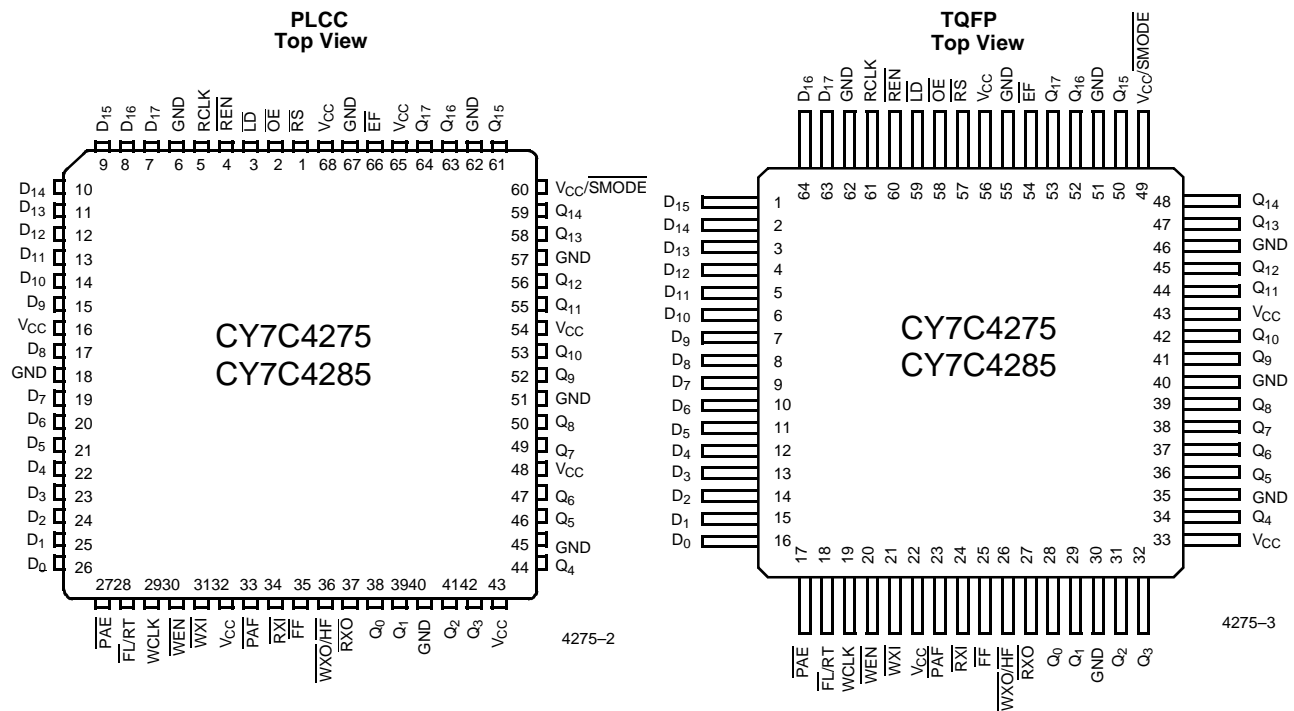 PLCC
Top View
D15 D16 D17 GND RCLK REN LD OE RS VCC GND EF VCC Q17 Q16 GND Q15
9 8 7 6 5 4 3 2 1 68 67 66 65 64 63 62 61
D14 10
D13 11
D12 12
D11 13
D10 14
D9 15
VCC 16
D8 17
GND 18
D7 19
D6 20
D5 21
D4 22
D3 23
D2 24
D1 25
D0 26
CY7C4275
CY7C4285
60 VCC/SMODE
59 Q14
58 Q13
57 GND
56 Q12
55 Q11
54 VCC
53 Q10
52 Q9
51 GND
50 Q8
49 Q7
48 VCC
47 Q6
46 Q5
45 GND
44 Q4
27 28 29 30 31 32 33 34 35 36 37 38 39 40 41 42 43
PAE FL/RT WCLK WEN WXI VCC PAF RXI FF WXO/HF RXO Q0 Q1 GND Q2 Q3 VCC
4275–2
TQFP
Top View
D16 D17 GND RCLK REN LD OE RS VCC GND EF Q17 Q16 GND Q15 VCC/SMODE
64 63 62 61 60 59 58 57 56 55 54 53 52 51 50 49
D15 1
D14 2
D13 3
D12 4
D11 5
D10 6
D9 7
D8 8
D7 9
D6 10
D5 11
D4 12
D3 13
D2 14
D1 15
D0 16
CY7C4275
CY7C4285
48 Q14
47 Q13
46 GND
45 Q12
44 Q11
43 VCC
42 Q10
41 Q9
40 GND
39 Q8
38 Q7
37 Q6
36 Q5
35 GND
34 Q4
33 VCC
17 18 19 20 21 22 23 24 25 26 27 28 29 30 31 32
PAE FL/RT WCLK WEN WXI VCC PAF RXI FF WXO/HF RXO Q0 Q1 GND Q2 Q3
4275–3